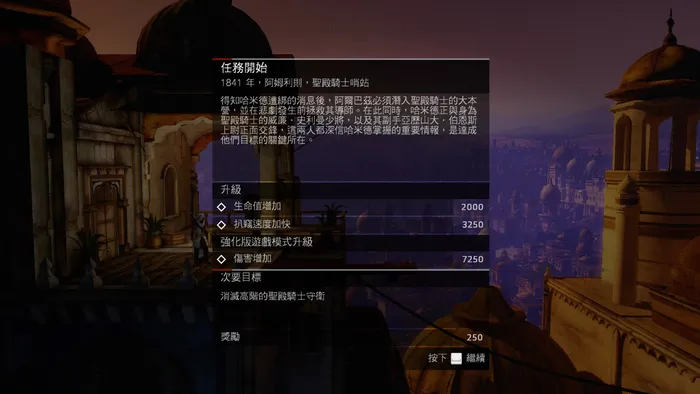 任務開始
1841 年，阿姆利則，聖殿騎士哨站
得知哈米德遭綁的消息後，阿爾巴茲必須潛入聖殿騎士的大本
營，並在悲劇發生前拯救其導師。在此同時，哈米德正與身為
聖殿騎士的威廉．史利曼少將，以及其副手亞歷山大．伯恩斯
上尉正面交鋒，這兩人都深信哈米德掌握的重要情報，是達成
他們目標的關鍵所在。
升級
生命值增加 2000
扒竊速度加快 3250
強化版遊戲模式升級
傷害增加 7250
次要目標
消滅高階的聖殿騎士守衛
獎勵 250
按下 繼續